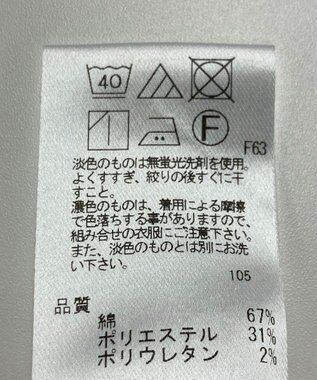 40
F
F63
淡色のものは無蛍光洗剤を使用。
よくすすぎ、絞りの後すぐに干
すこと。
濃色のものは、着用による摩擦
で色落ちする事がありますので、
組み合せの衣服にご注意下さい。
また、淡色のものとは別にお洗
い下さい。
105
品質
綿 67%
ポリエステル 31%
ポリウレタン 2%